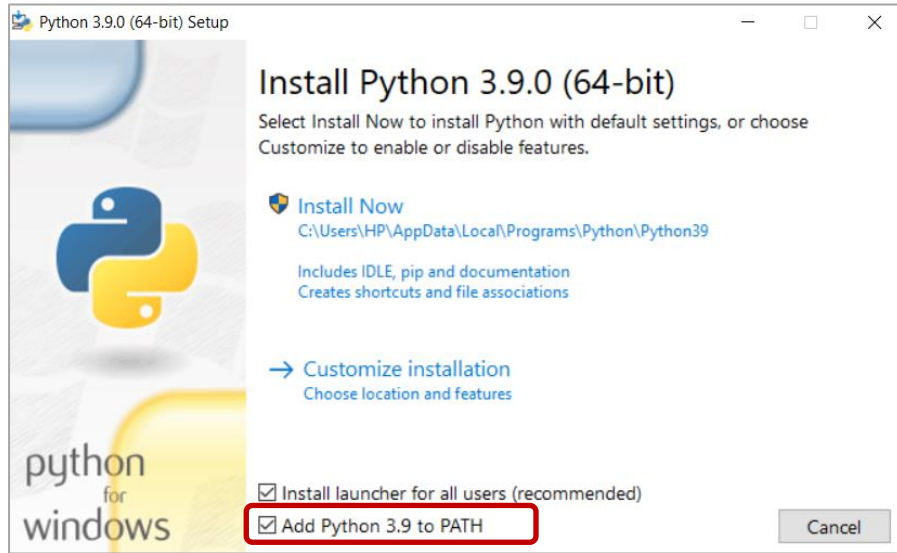 Python 3.9.0 (64-bit) Setup
Install Python 3.9.0 (64-bit)
Select Install Now to install Python with default settings, or choose
Customize to enable or disable features.
Install Now
C:\Users\HP\AppData\Local\Programs\Python\Python39
Includes IDLE, pip and documentation
Creates shortcuts and file associations
Customize installation
Choose location and features
python
for
windows
Install launcher for all users (recommended)
Add Python 3.9 to PATH
Cancel